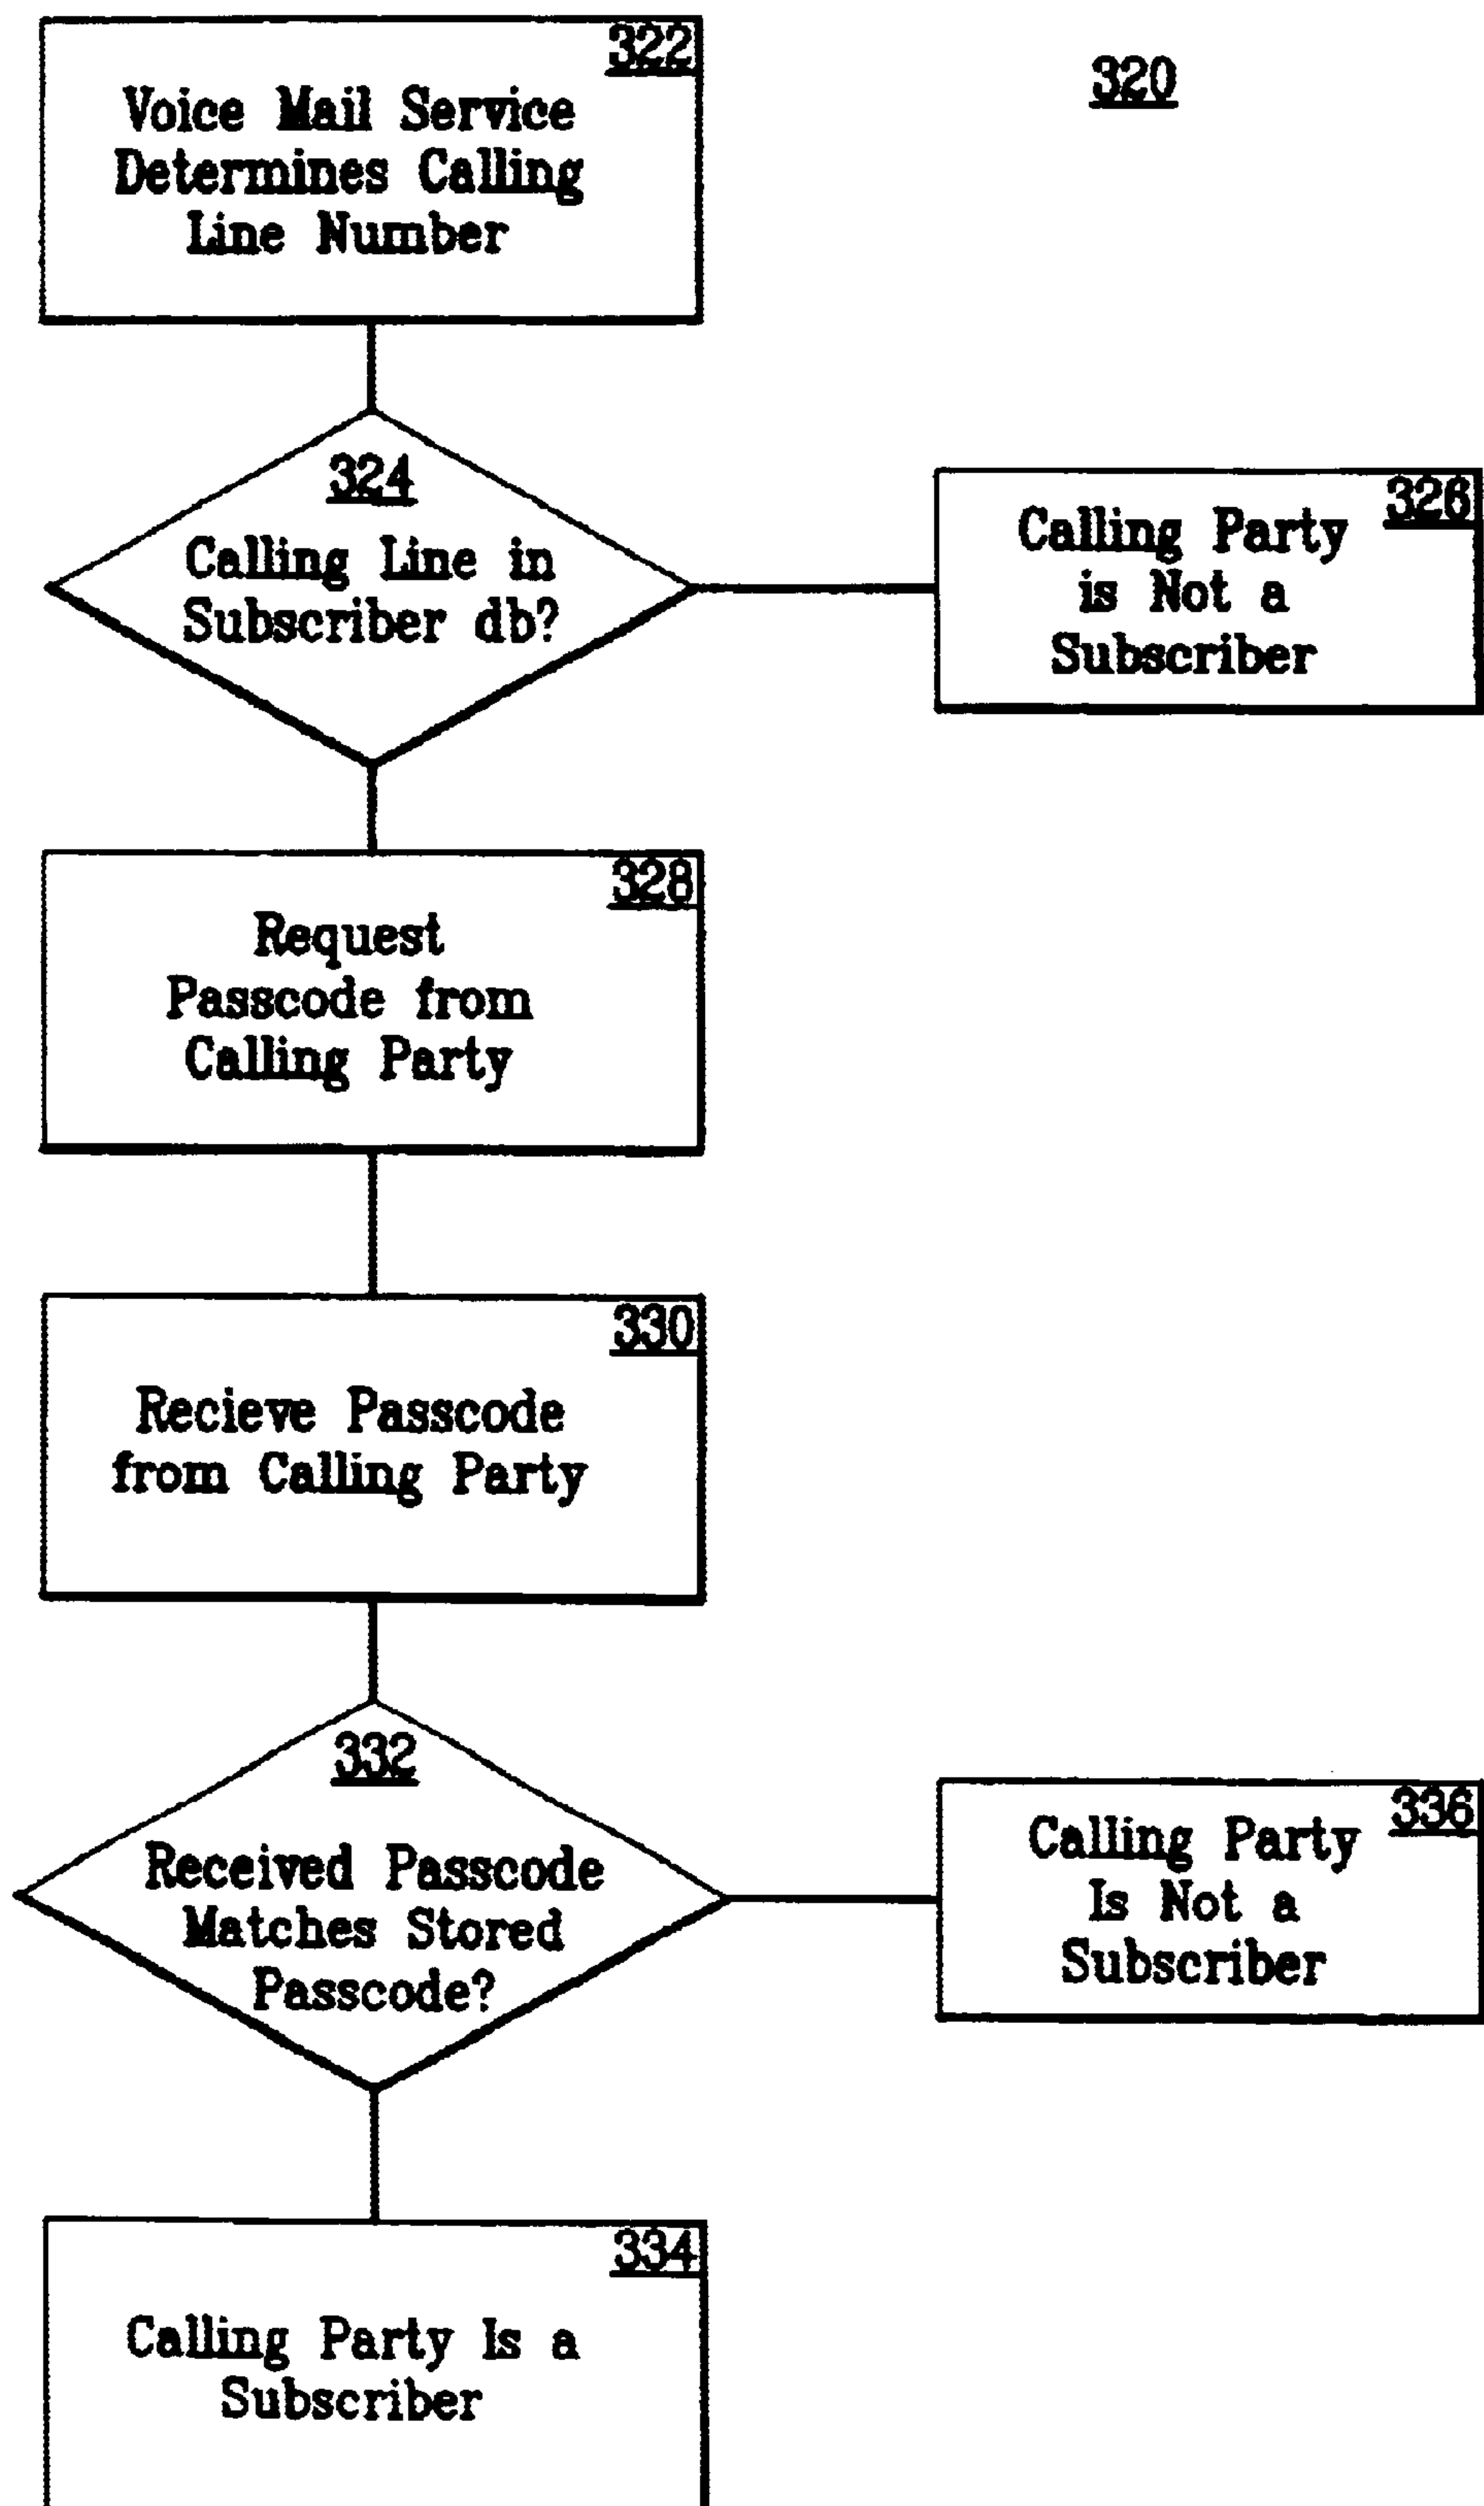 322
320
Voice Mail Service
Determines Calling
Line Number
324
Calling Line in
Subscriber db?
326
Calling Party
is Not a
Subscriber
328
Request
Passcode from
Calling Party
330
Recieve Passcode
from Calling Party
332
Received Passcode
Matches Stored
Passcode?
336
Calling Party
Is Not a
Subscriber
334
Calling Party Is a
Subscriber